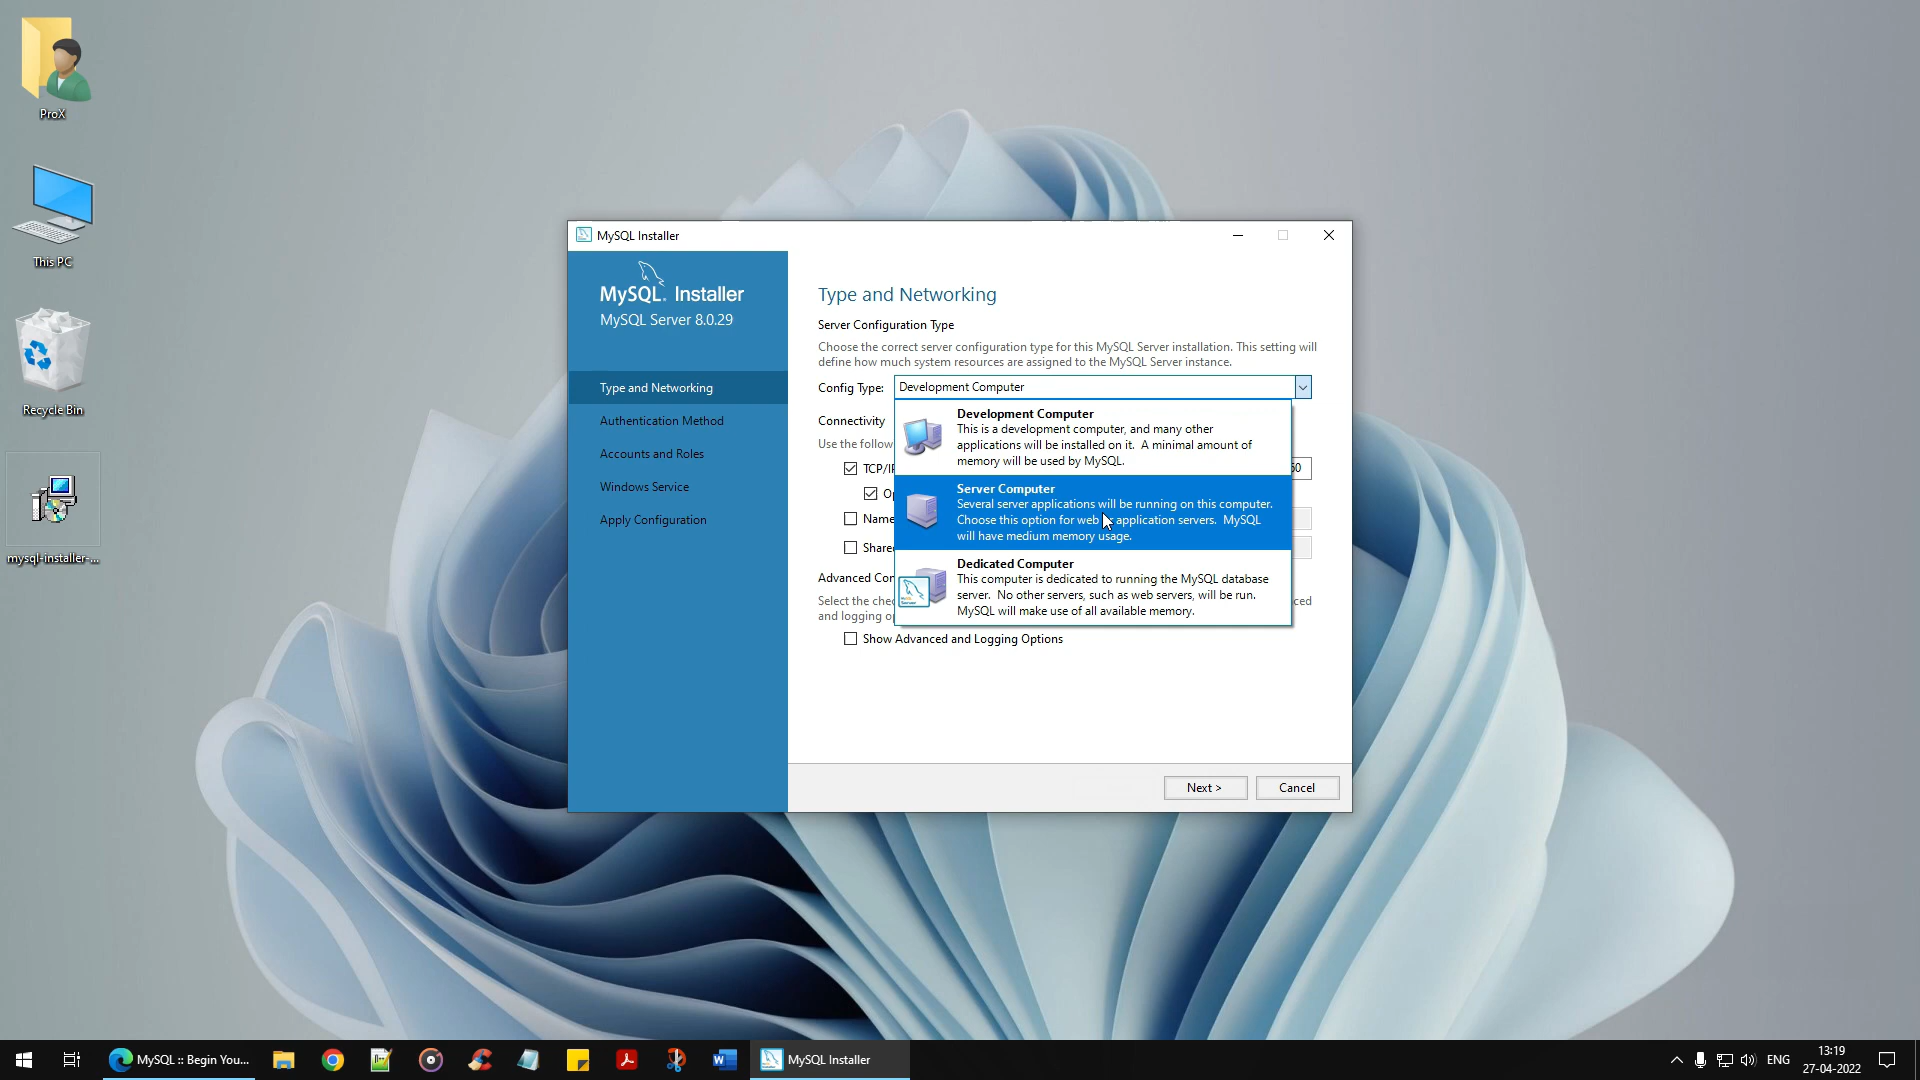 ProX
This PC
Recycle Bin
mysql-installer-...
MySQL Installer
MySQL. Installer
MySQL Server 8.0.29
Type and Networking
Authentication Method
Accounts and Roles
Windows Service
Apply Configuration
Type and Networking
Server Configuration Type
Choose the correct server configuration type for this MySQL Server installation. This setting will
define how much system resources are assigned to the MySQL Server instance.
Config Type: Development Computer
Development Computer
This is a development computer, and many other
applications will be installed on it. A minimal amount of
memory will be used by MySQL.
Server Computer
Several server applications will be running on this computer.
Choose this option for web application servers. MySQL
will have medium memory usage.
Dedicated Computer
This computer is dedicated to running the MySQL database
server. No other servers, such as web servers, will be run.
MySQL will make use of all available memory.
Connectivity
Use the follow
TCP/I
Name
Share
Select the
and logging
Show Advanced and Logging Options
Next >
Cancel
MySQL :: Begin You...
MySQL Installer
ENG
13:19
27-04-2022